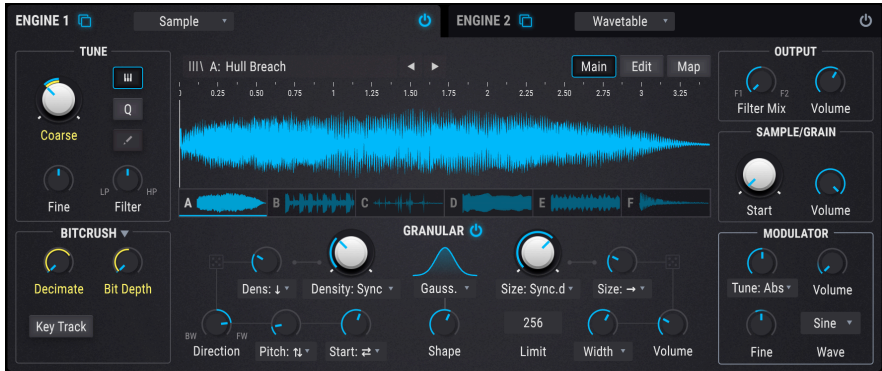 ENGINE 1 Sample ENGINE 2 Wavetable
TUNE
Coarse
Q
Fine
LP HP
Filter
A: Hull Breach Main Edit Map
0.25 0.50 0.75 1 1.25 1.50 1.75 2 2.25 2.50 2.75 3 3.25
A B C D E F
OUTPUT
F1 F2
Filter Mix Volume
SAMPLE/GRAIN
Start Volume
BITCRUSH
Decimate Bit Depth
Key Track
GRANULAR
Dens: ↓ Density: Sync Gauss. Size: Sync.d Size: →
BW FW 256
Direction Pitch: ⇅ Start: ⇄ Shape Limit Width Volume
MODULATOR
Tune: Abs Volume
Sine
Fine Wave